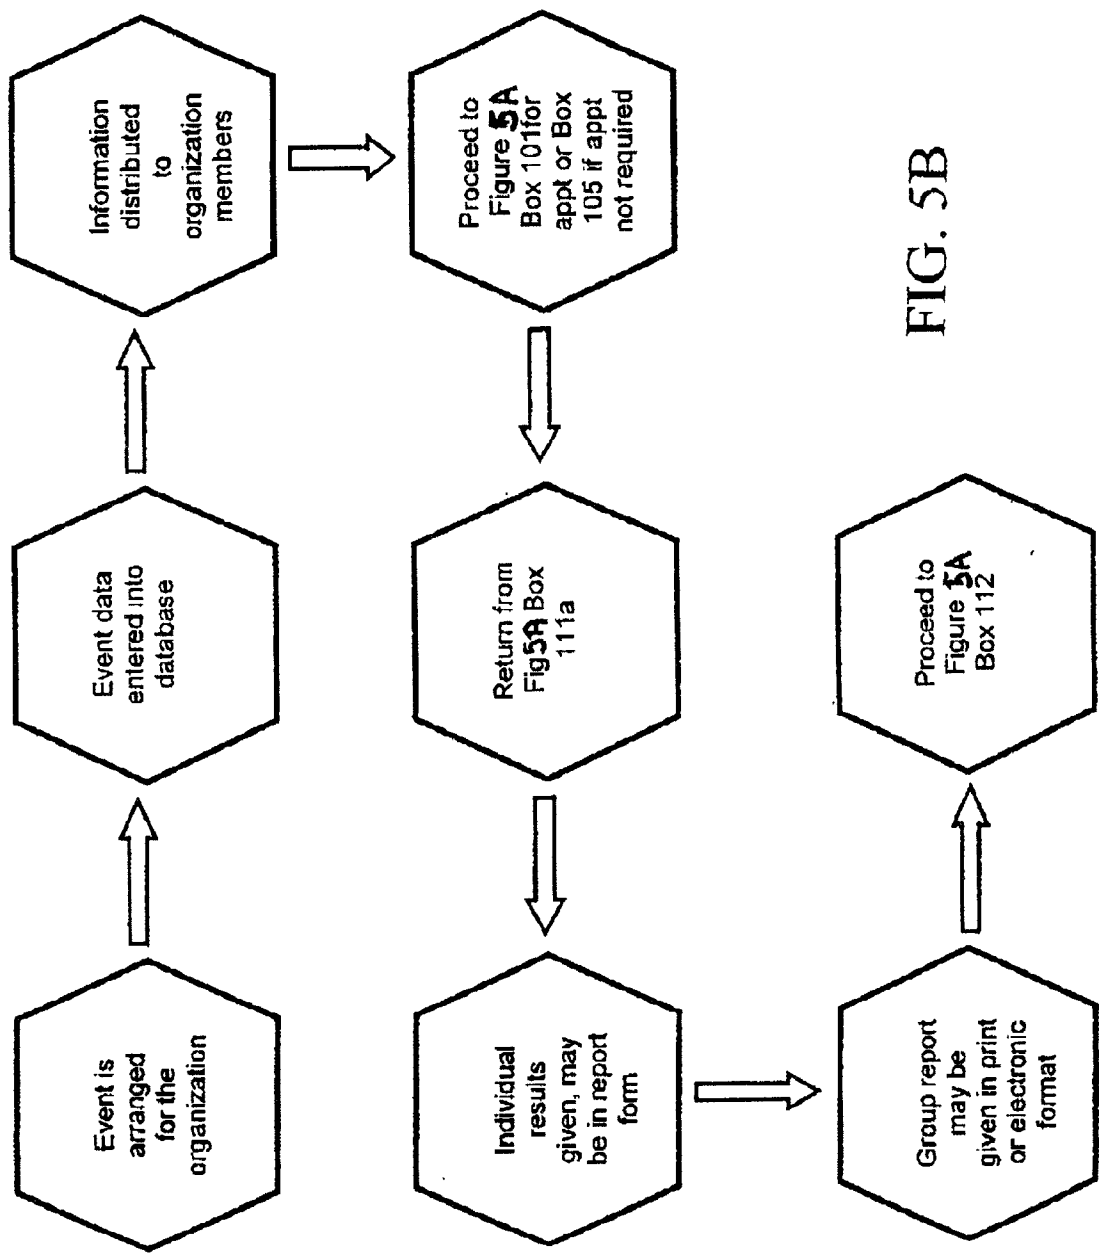 Event is
arranged
for the
organization
Event data
entered into
database
Information
distributed
to
organization
members
Proceed to
Figure 5A
Box 101for
appt or Box
105 if appt
not required
Return from
Fig5A Box
111a
Individual
results
given, may
be in report
form
Group report
may be
given in print
or electronic
format
Proceed to
Figure 5A
Box 112
FIG. 5B